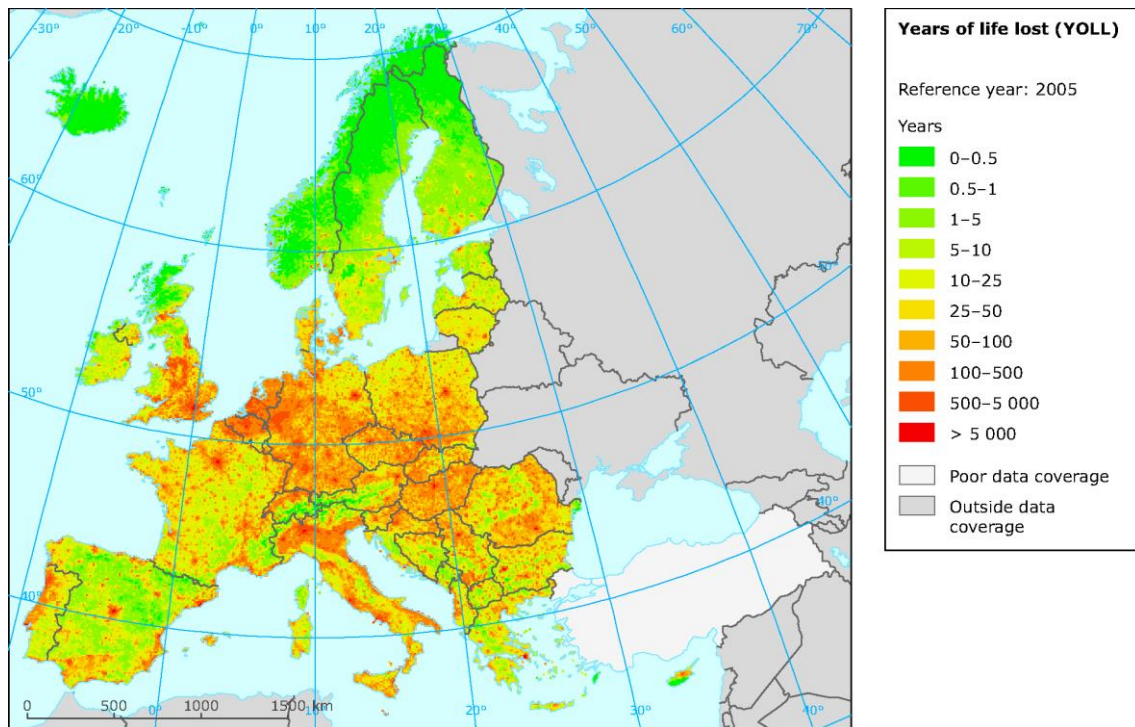 -30° -20° -10° 0° 10° 20° 30° 40° 50° 60° 70°
60°
50°
50°
40°
40°
0 500 1000 1500 km
0° 10° 20° 30° 40°
Years of life lost (YOLL)
Reference year: 2005
Years
0–0.5
0.5–1
1–5
5–10
10–25
25–50
50–100
100–500
500–5 000
> 5 000
Poor data coverage
Outside data
coverage